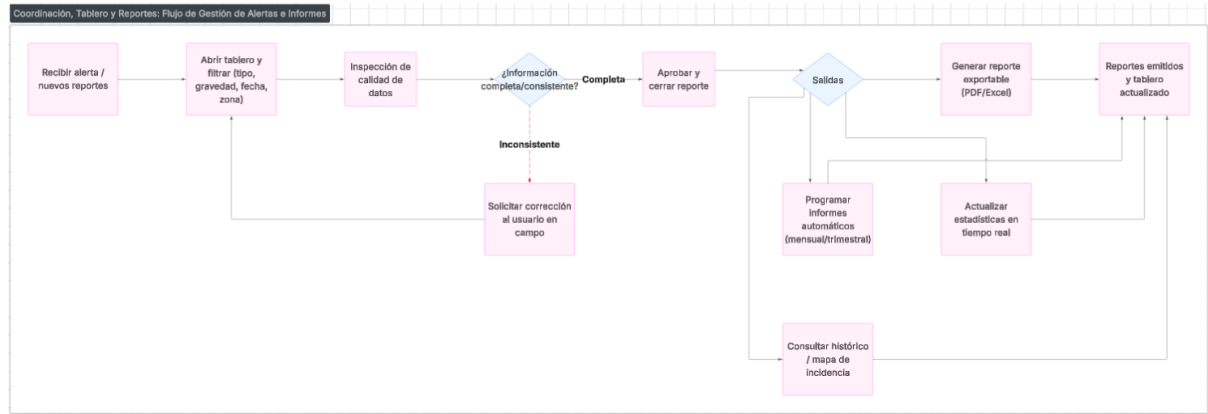 Coordinación, Tablero y Reportes: Flujo de Gestión de Alertas e Informes
Recibir alerta /
nuevos reportes
Abrir tablero y
filtrar (tipo,
gravedad, fecha,
zona)
Inspección de
calidad de
datos
¿Información
completa/consistente?
Completa
Aprobar y
cerrar reporte
Salidas
Generar reporte
exportable
(PDF/Excel)
Reportes emitidos
y tablero
actualizado
Inconsistente
Solicitar corrección
al usuario en
campo
Programar
informes
automáticos
(mensual/trimestral)
Actualizar
estadísticas en
tiempo real
Consultar histórico
/ mapa de
incidencia